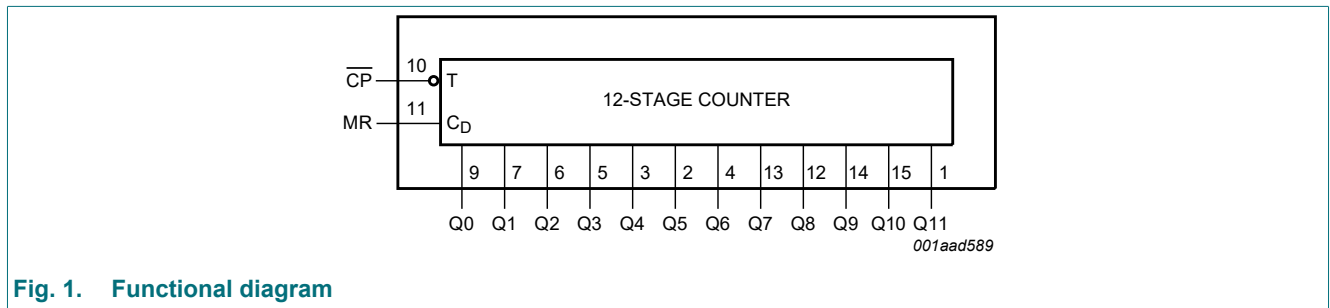 10
CP T
12-STAGE COUNTER
11
MR CD
9 7 6 5 3 2 4 13 12 14 15 1
Q0 Q1 Q2 Q3 Q4 Q5 Q6 Q7 Q8 Q9 Q10 Q11
001aad589
Fig. 1. Functional diagram